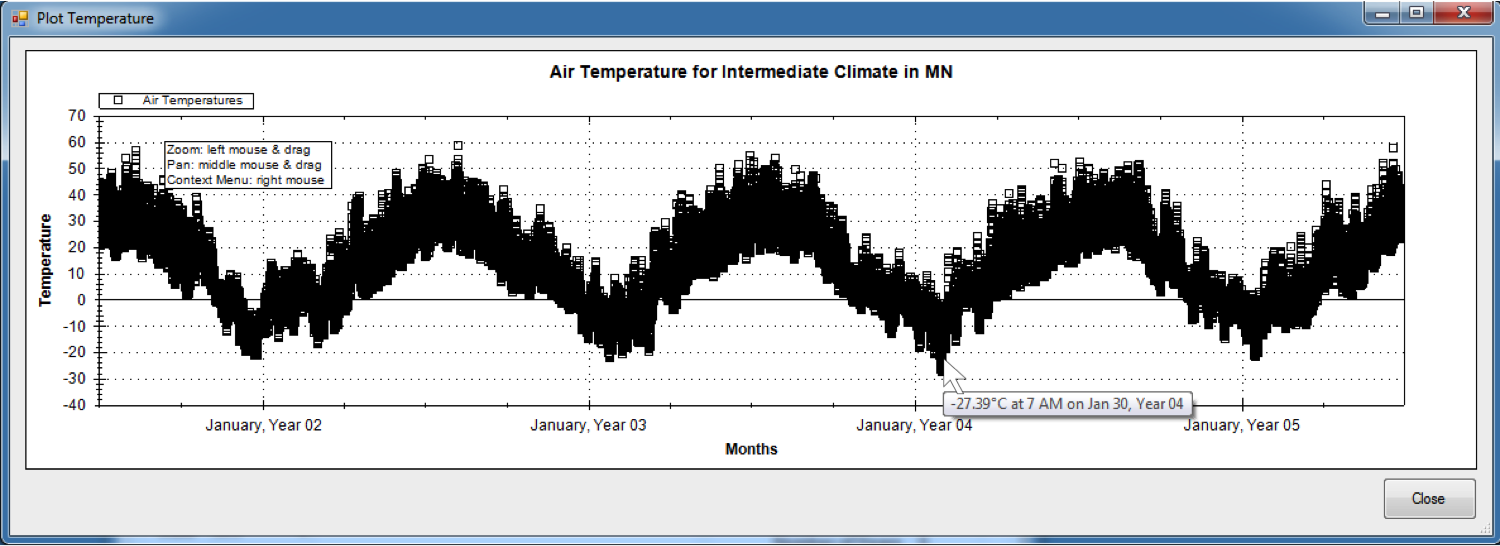 Plot Temperature
Air Temperature for Intermediate Climate in MN
Air Temperatures
Zoom: left mouse & drag
Pan: middle mouse & drag
Context Menu: right mouse
70
60
50
40
30
20
10
0
-10
-20
-30
-40
Temperature
-27.39°C at 7 AM on Jan 30, Year 04
January, Year 02
January, Year 03
January, Year 04
January, Year 05
Months
Close